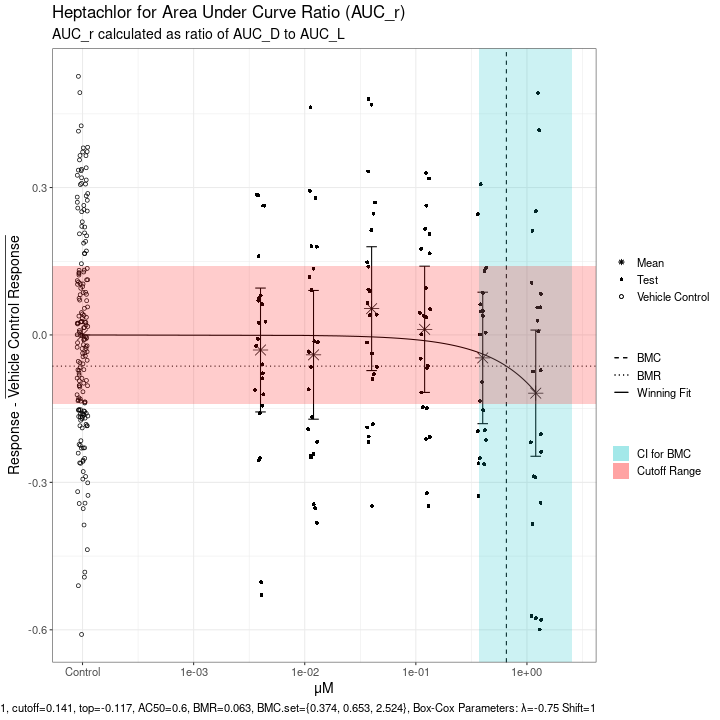 Heptachlor for Area Under Curve Ratio (AUC_r)
AUC_r calculated as ratio of AUC_D to AUC_L
Response - Vehicle Control Response
0.3
0.0
-0.3
-0.6
Control
1e-03
1e-02
1e-01
1e+00
μM
Mean
Test
Vehicle Control
BMC
BMR
Winning Fit
CI for BMC
Cutoff Range
1, cutoff=0.141, top=-0.117, AC50=0.6, BMR=0.063, BMC.set={0.374, 0.653, 2.524}, Box-Cox Parameters: λ=-0.75 Shift=1